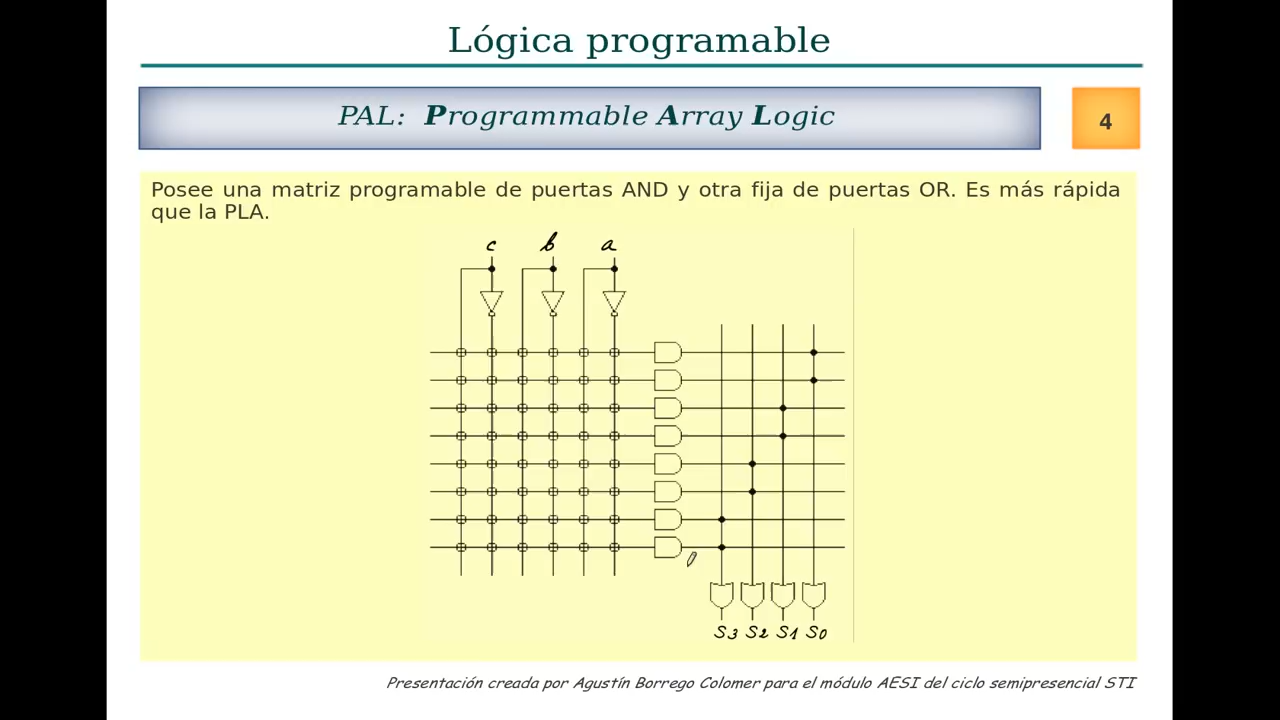 Lógica programable
PAL: Programmable Array Logic
4
Posee una matriz programable de puertas AND y otra fija de puertas OR. Es más rápida
que la PLA.
c b a
S3 S2 S1 S0
Presentación creada por Agustín Borrego Colomer para el módulo AESI del ciclo semipresencial STI